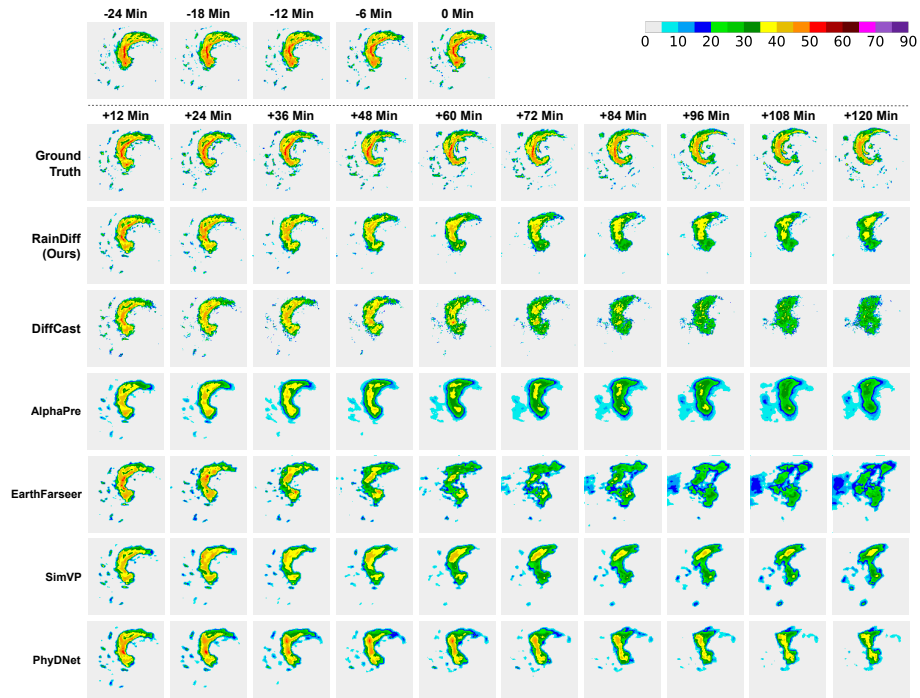 -24 Min -18 Min -12 Min -6 Min 0 Min
0 10 20 30 40 50 60 70 80 90
+12 Min +24 Min +36 Min +48 Min +60 Min +72 Min +84 Min +96 Min +108 Min +120 Min
Ground
Truth
RainDiff
(Ours)
DiffCast
AlphaPre
EarthFarseer
SimVP
PhyDNet